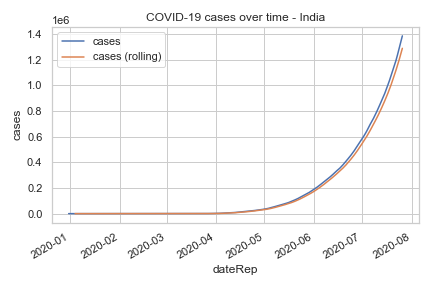 COVID-19 cases over time - India
1e6
cases
cases (rolling)
1.4
1.2
1.0
0.8
0.6
0.4
0.2
0.0
cases
2020-01
2020-02
2020-03
2020-04
2020-05
2020-06
2020-07
2020-08
dateRep